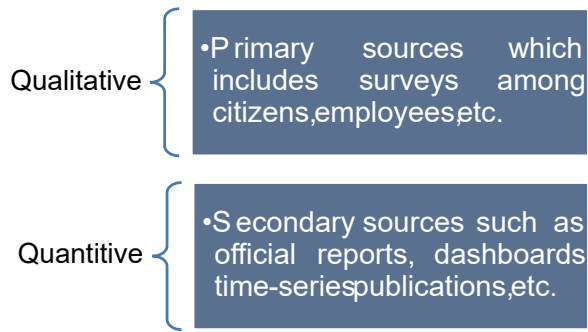 Qualitative
•Primary sources which
includes surveys among
citizens,employees,etc.
Quantitive
•Secondary sources such as
official reports, dashboards
time-seriespublications,etc.